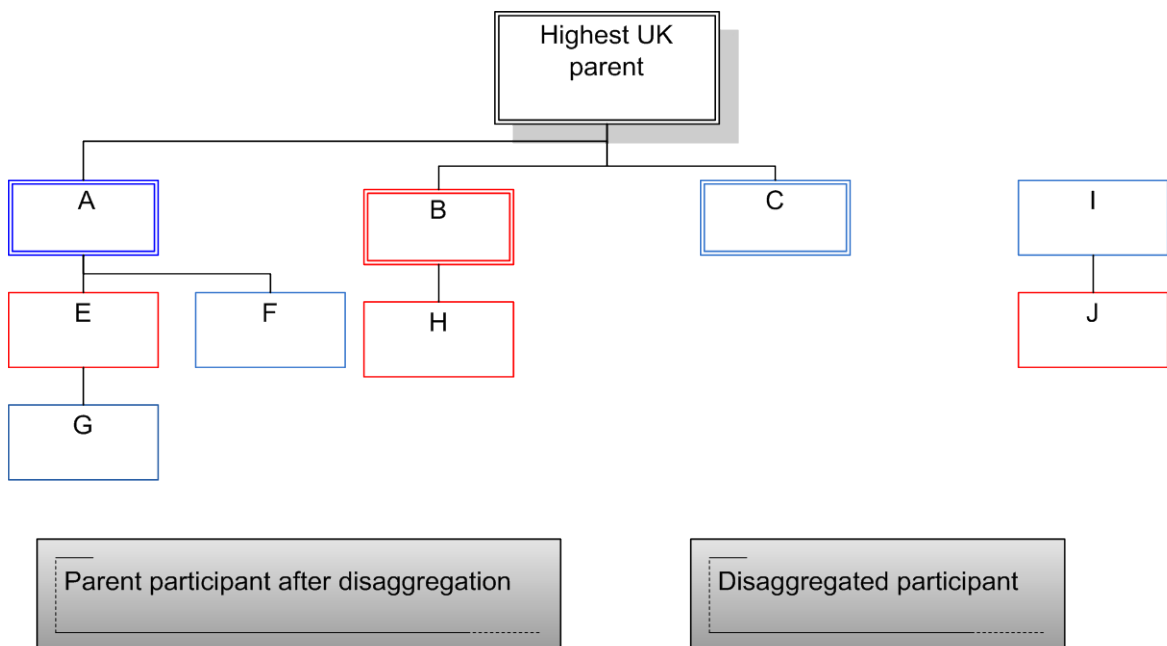 Highest UK
parent
A
B
C
I
E
F
H
J
G
Parent participant after disaggregation
Disaggregated participant